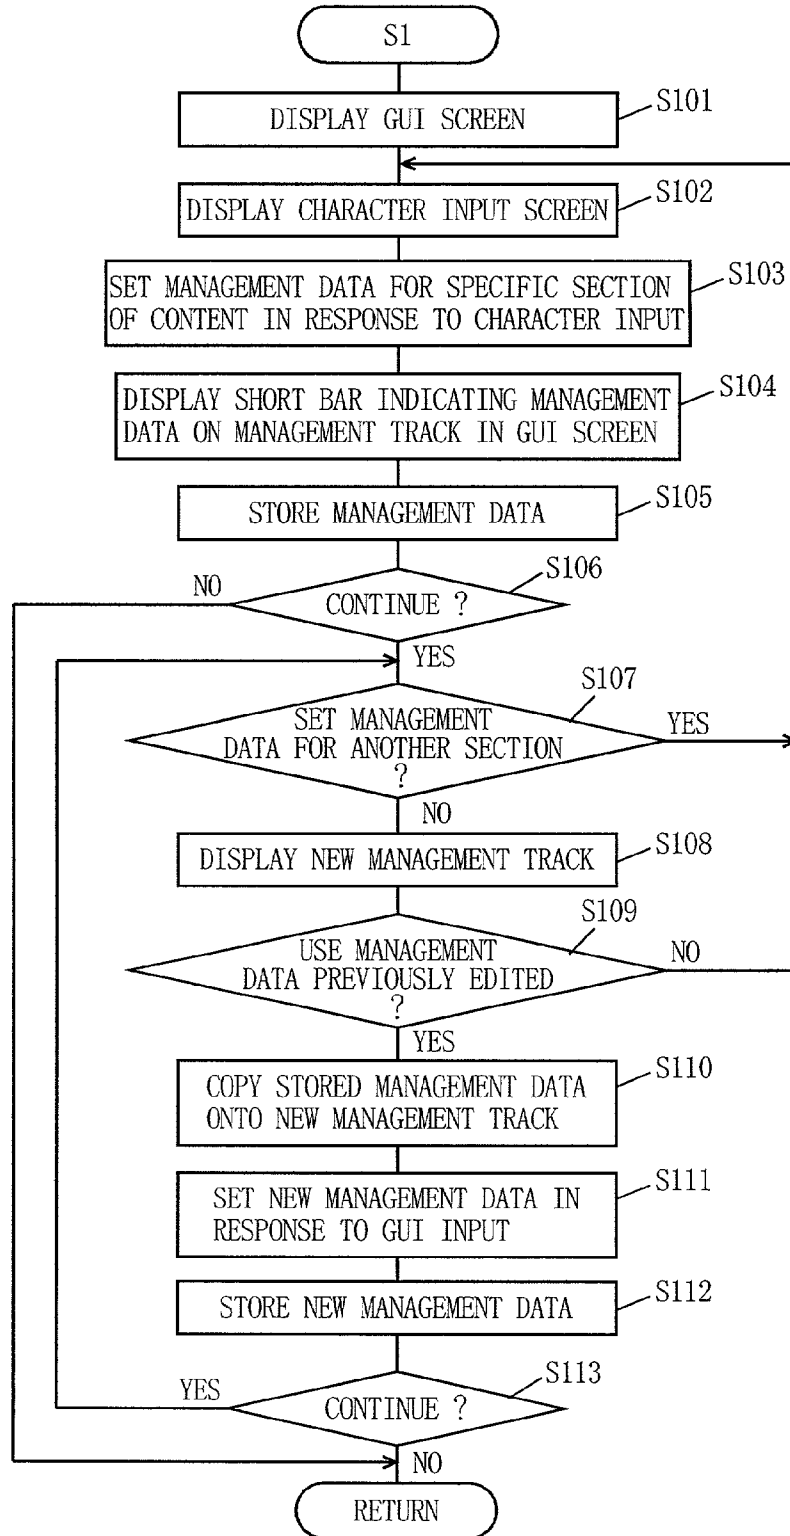 S1
DISPLAY GUI SCREEN
S101
DISPLAY CHARACTER INPUT SCREEN
S102
SET MANAGEMENT DATA FOR SPECIFIC SECTION
OF CONTENT IN RESPONSE TO CHARACTER INPUT
S103
DISPLAY SHORT BAR INDICATING MANAGEMENT
DATA ON MANAGEMENT TRACK IN GUI SCREEN
S104
STORE MANAGEMENT DATA
S105
NO
CONTINUE ?
S106
YES
SET MANAGEMENT
DATA FOR ANOTHER SECTION
?
S107
YES
NO
DISPLAY NEW MANAGEMENT TRACK
S108
USE MANAGEMENT
DATA PREVIOUSLY EDITED
?
S109
NO
YES
COPY STORED MANAGEMENT DATA
ONTO NEW MANAGEMENT TRACK
S110
SET NEW MANAGEMENT DATA IN
RESPONSE TO GUI INPUT
S111
STORE NEW MANAGEMENT DATA
S112
YES
CONTINUE ?
S113
NO
RETURN